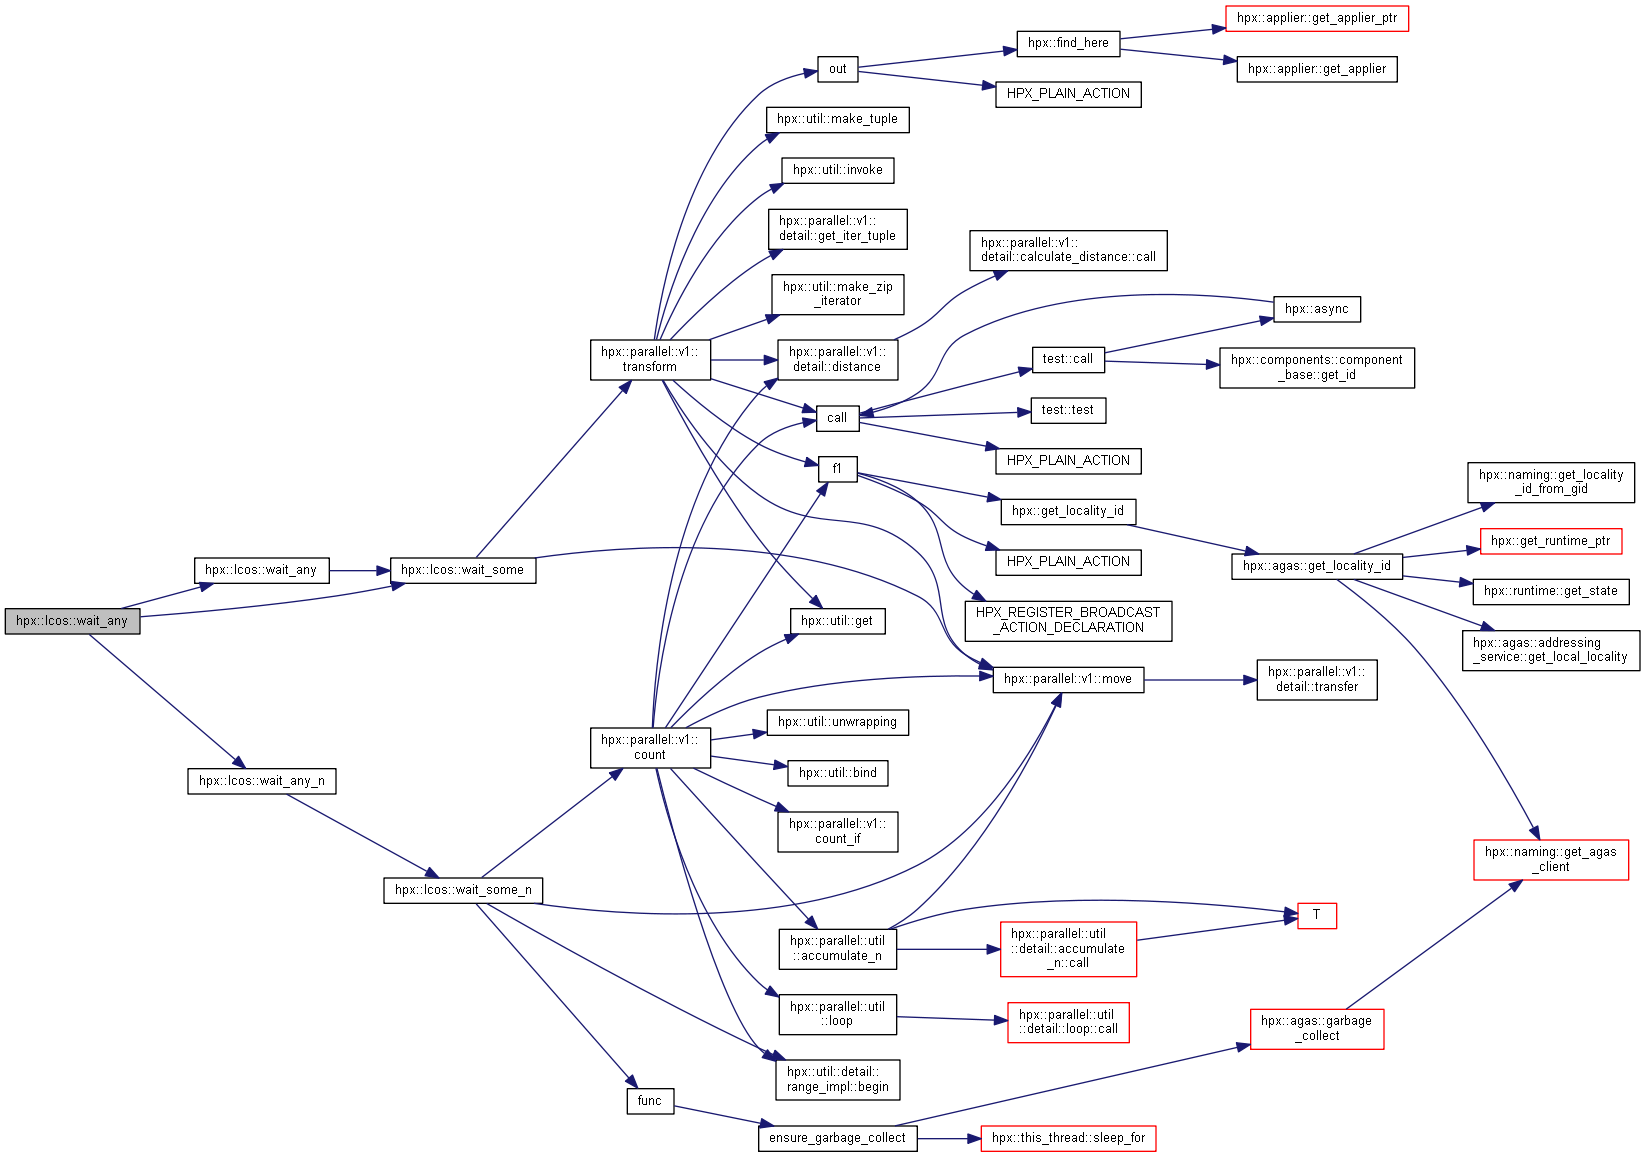 hpx::applier::get_applier_ptr
hpx::find_here
out
hpx::applier::get_applier
HPX_PLAIN_ACTION
hpx::util::make_tuple
hpx::util::invoke
hpx::parallel::v1::
detail::get_iter_tuple
hpx::parallel::v1::
detail::calculate_distance::call
hpx::util::make_zip
_iterator
hpx::async
hpx::parallel::v1::
transform
hpx::parallel::v1::
detail::distance
test::call
hpx::components::component
_base::get_id
call
test::test
HPX_PLAIN_ACTION
f1
hpx::naming::get_locality
_id_from_gid
hpx::get_locality_id
hpx::get_runtime_ptr
HPX_PLAIN_ACTION
hpx::agas::get_locality_id
hpx::lcos::wait_any
hpx::lcos::wait_some
hpx::runtime::get_state
hpx::lcos::wait_any
hpx::util::get
HPX_REGISTER_BROADCAST
_ACTION_DECLARATION
hpx::agas::addressing
_service::get_local_locality
hpx::parallel::v1::move
hpx::parallel::v1::
detail::transfer
hpx::util::unwrapping
hpx::parallel::v1::
count
hpx::util::bind
hpx::lcos::wait_any_n
hpx::parallel::v1::
count_if
hpx::naming::get_agas
_client
hpx::lcos::wait_some_n
T
hpx::parallel::util
::accumulate_n
hpx::parallel::util
::detail::accumulate
_n::call
hpx::parallel::util
::loop
hpx::parallel::util
::detail::loop::call
hpx::agas::garbage
_collect
hpx::util::detail::
range_impl::begin
func
ensure_garbage_collect
hpx::this_thread::sleep_for